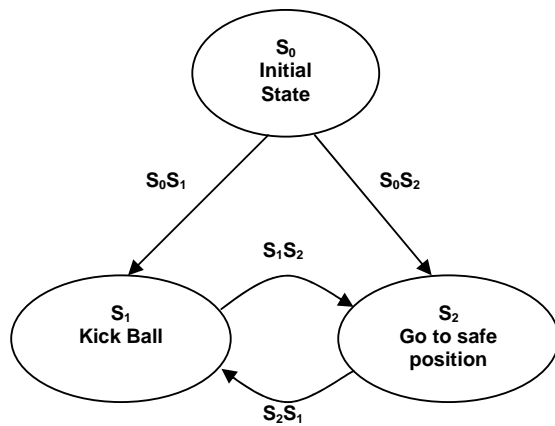 S₀
Initial
State
S₀S₁
S₀S₂
S₁S₂
S₁
Kick Ball
S₂
Go to safe
position
S₂S₁